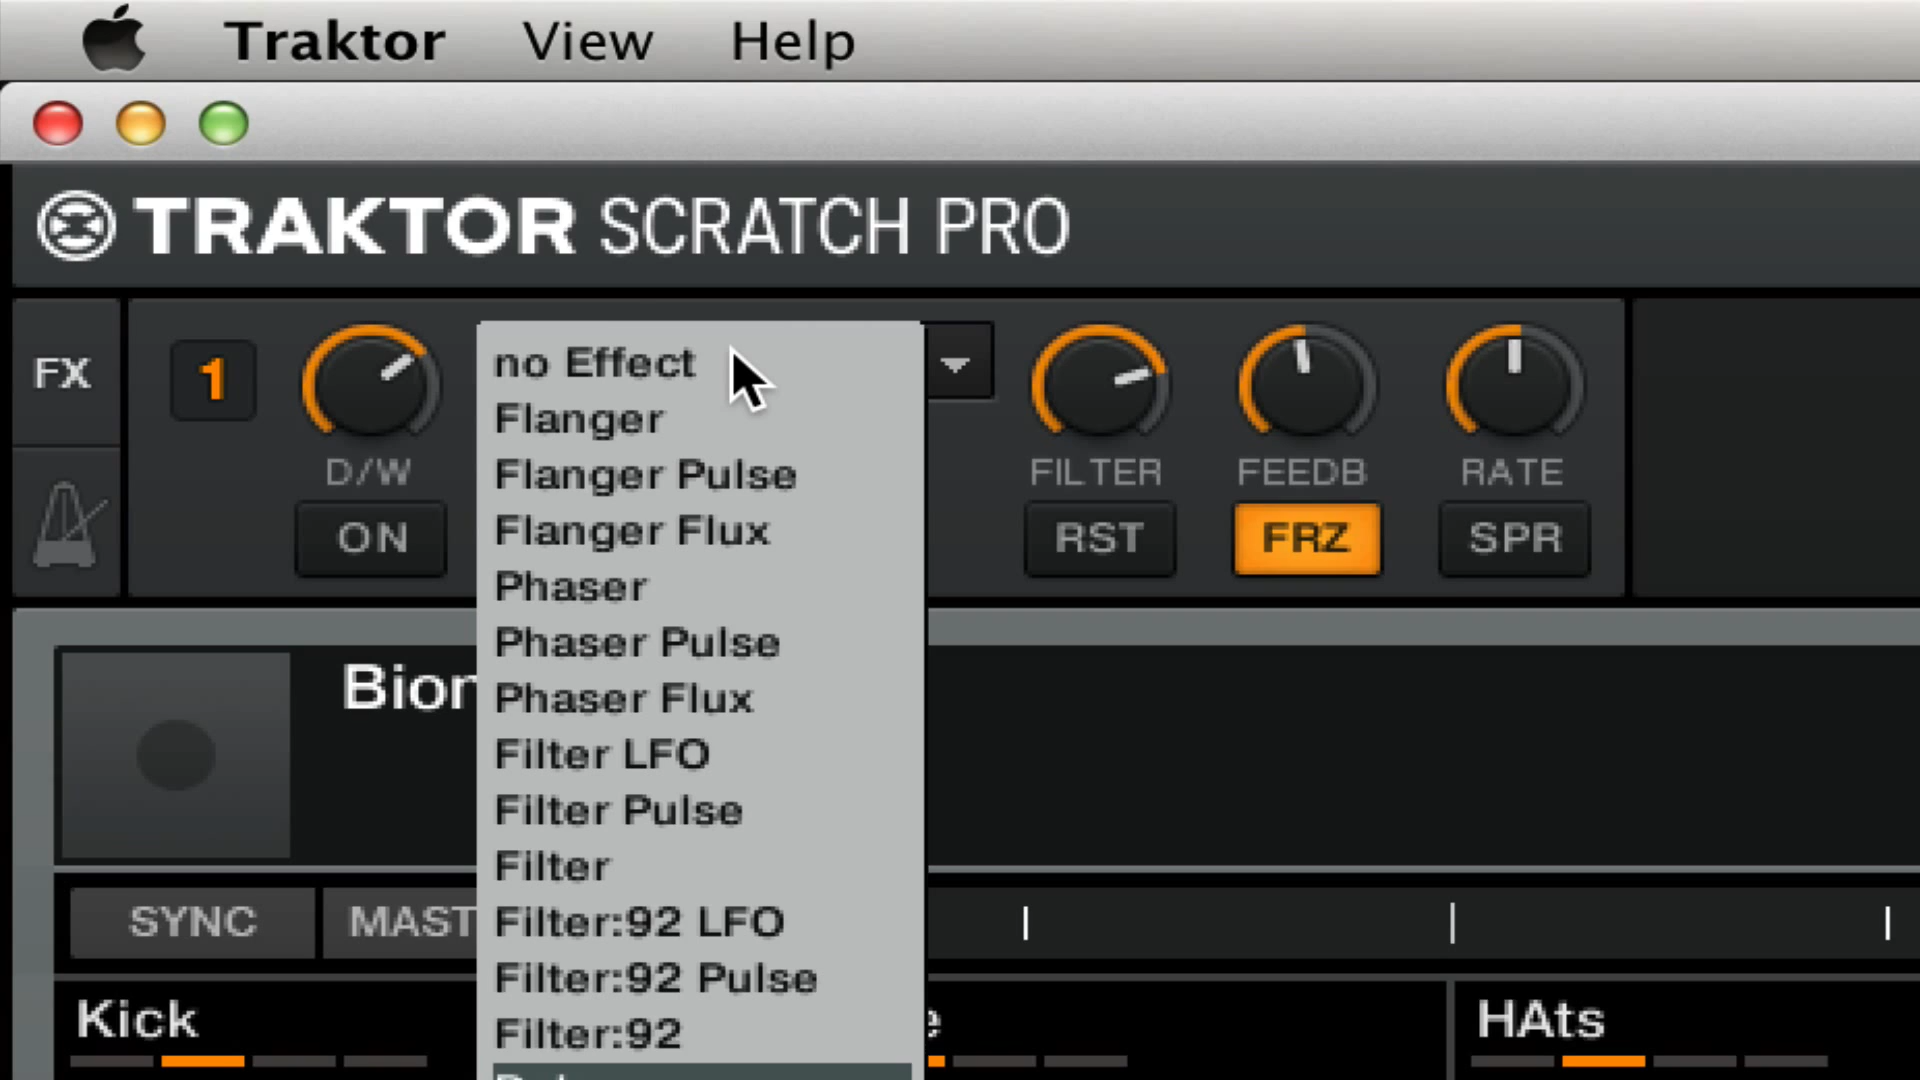 Traktor View Help
TRAKTOR SCRATCH PRO
FX
1
D/W
ON
no Effect
Flanger
Flanger Pulse
Flanger Flux
Phaser
Phaser Pulse
Phaser Flux
Filter LFO
Filter Pulse
Filter
Filter:92 LFO
Filter:92 Pulse
Filter:92
FILTER FEEDB RATE
RST FRZ SPR
SYNC
Kick
HAts